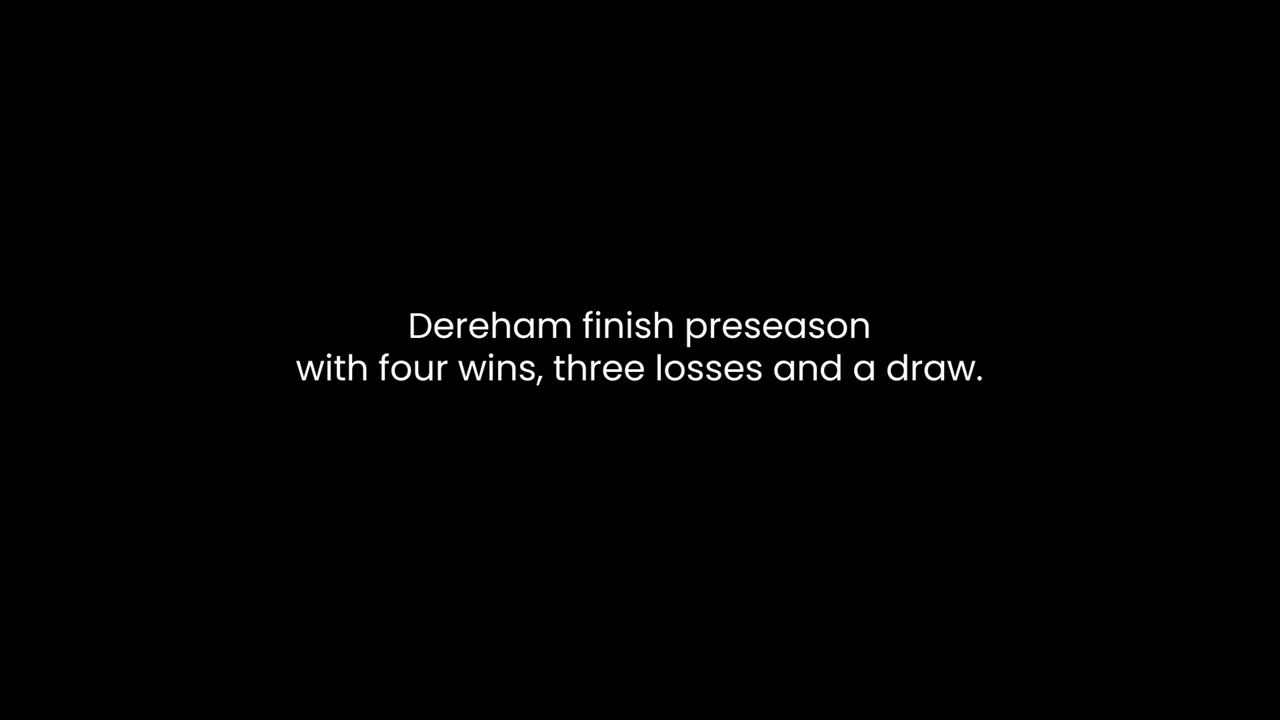 Dereham finish preseason
with four wins, three losses and a draw.